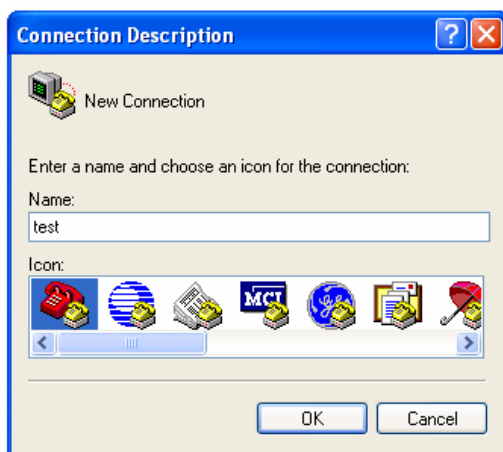 Connection Description
New Connection
Enter a name and choose an icon for the connection:
Name:
test
Icon:
MCI
OK Cancel